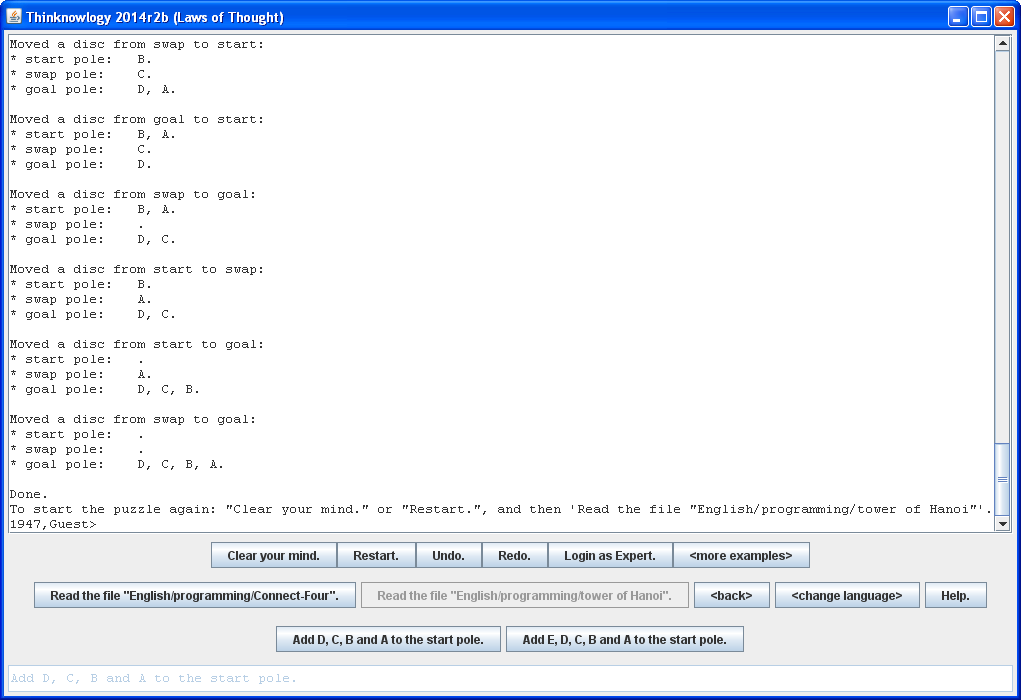 Thinknowlogy 2014r2b (Laws of Thought)
Moved a disc from swap to start:
* start pole:   B.
* swap pole:    C.
* goal pole:    D, A.
Moved a disc from goal to start:
* start pole:   B, A.
* swap pole:    C.
* goal pole:    D.
Moved a disc from swap to goal:
* start pole:   B, A.
* swap pole:    .
* goal pole:    D, C.
Moved a disc from start to swap:
* start pole:   B.
* swap pole:    A.
* goal pole:    D, C.
Moved a disc from start to goal:
* start pole:   .
* swap pole:    A.
* goal pole:    D, C, B.
Moved a disc from swap to goal:
* start pole:   .
* swap pole:    .
* goal pole:    D, C, B, A.
Done.
To start the puzzle again: "Clear your mind." or "Restart.", and then 'Read the file "English/programming/tower of Hanoi"'.
1947,Guest>
Clear your mind. Restart. Undo. Redo. Login as Expert. <more examples>
Read the file "English/programming/Connect-Four". Read the file "English/programming/tower of Hanoi". <back> <change language> Help.
Add D, C, B and A to the start pole. Add E, D, C, B and A to the start pole.
Add D, C, B and A to the start pole.